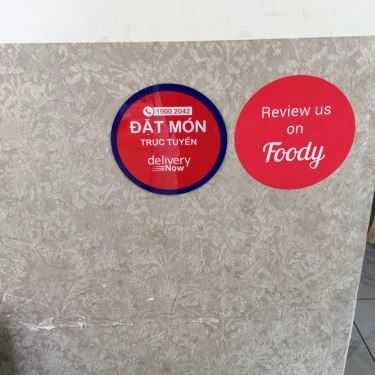 1900 2042
ĐẶT MÓN
TRỰC TUYẾN
delivery
Now
Review us
on
Foody